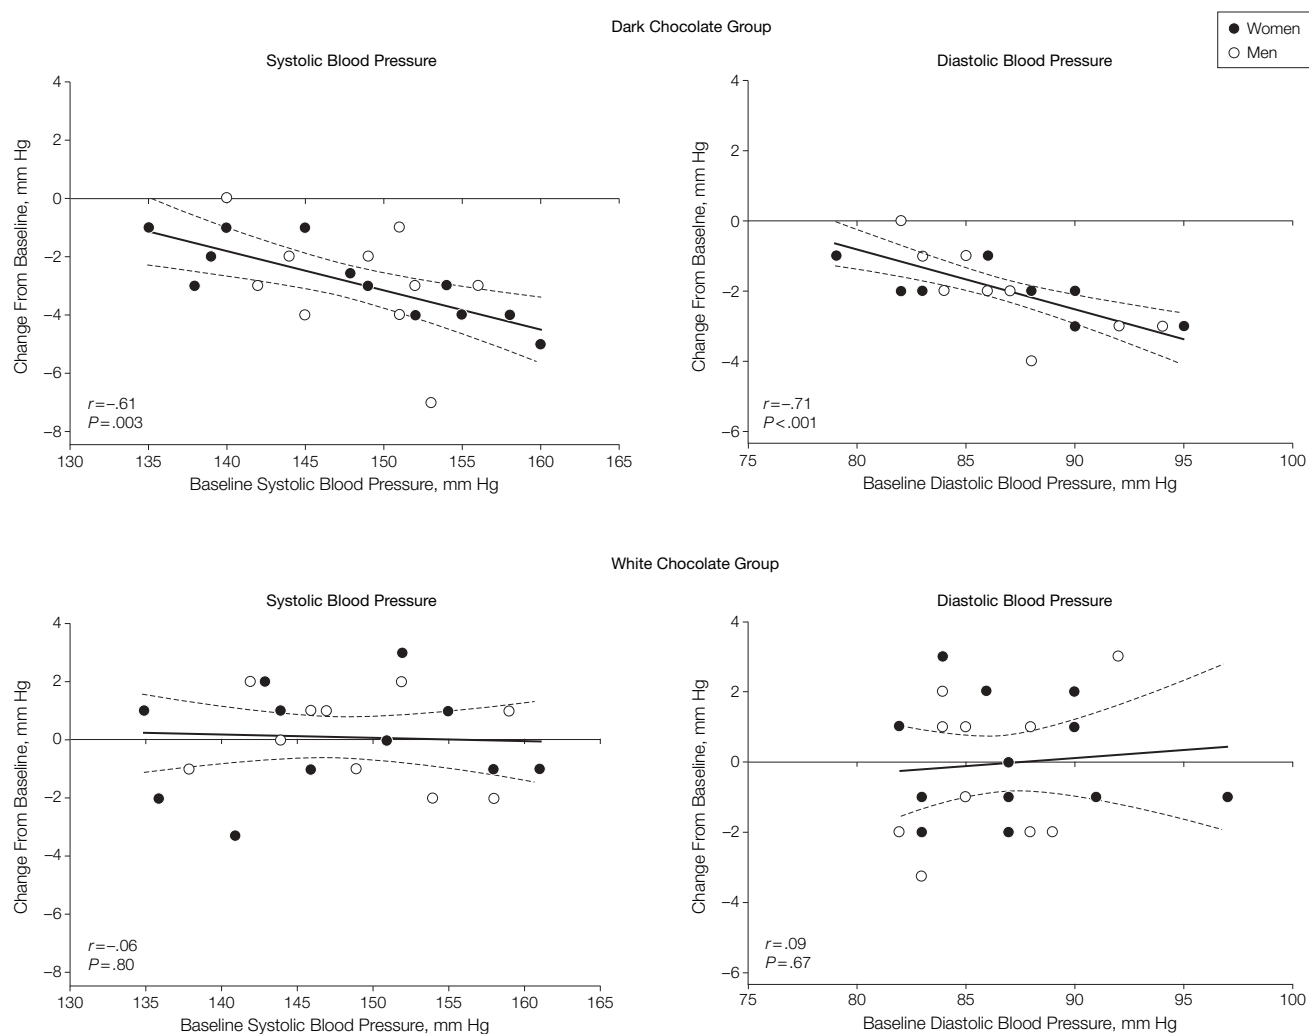 Dark Chocolate Group
Women
Men
Systolic Blood Pressure
4
2
0
–2
–4
–6
–8
Change From Baseline, mm Hg
r=–.61
P=.003
130 135 140 145 150 155 160 165
Baseline Systolic Blood Pressure, mm Hg
Diastolic Blood Pressure
4
2
0
–2
–4
–6
Change From Baseline, mm Hg
r=–.71
P<.001
75 80 85 90 95 100
Baseline Diastolic Blood Pressure, mm Hg
White Chocolate Group
Systolic Blood Pressure
4
2
0
–2
–4
–6
–8
Change From Baseline, mm Hg
r=–.06
P=.80
130 135 140 145 150 155 160 165
Baseline Systolic Blood Pressure, mm Hg
Diastolic Blood Pressure
4
2
0
–2
–4
–6
Change From Baseline, mm Hg
r=.09
P=.67
75 80 85 90 95 100
Baseline Diastolic Blood Pressure, mm Hg